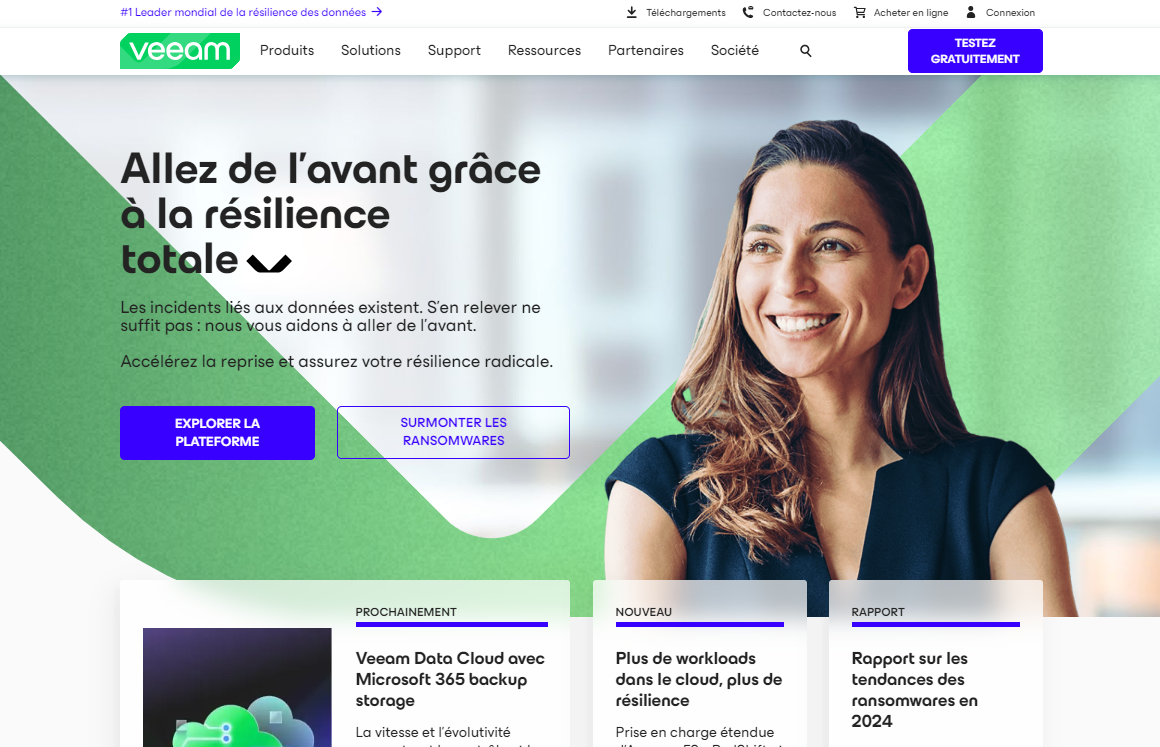 #1 Leader mondial de la résilience des données →
Téléchargements
Contactez-nous
Acheter en ligne
Connexion
veeam
Produits
Solutions
Support
Ressources
Partenaires
Société
TESTEZ
GRATUITEMENT
Allez de l'avant grâce
à la résilience
totale
Les incidents liés aux données existent. S'en relever ne
suffit pas : nous vous aidons à aller de l'avant.
Accélérez la reprise et assurez votre résilience radicale.
EXPLORER LA
PLATEFORME
SURMONTER LES
RANSOMWARES
PROCHAINEMENT
Veeam Data Cloud avec
Microsoft 365 backup
storage
La vitesse et l'évolutivité
NOUVEAU
Plus de workloads
dans le cloud, plus de
résilience
Prise en charge étendue
RAPPORT
Rapport sur les
tendances des
ransomwares en
2024